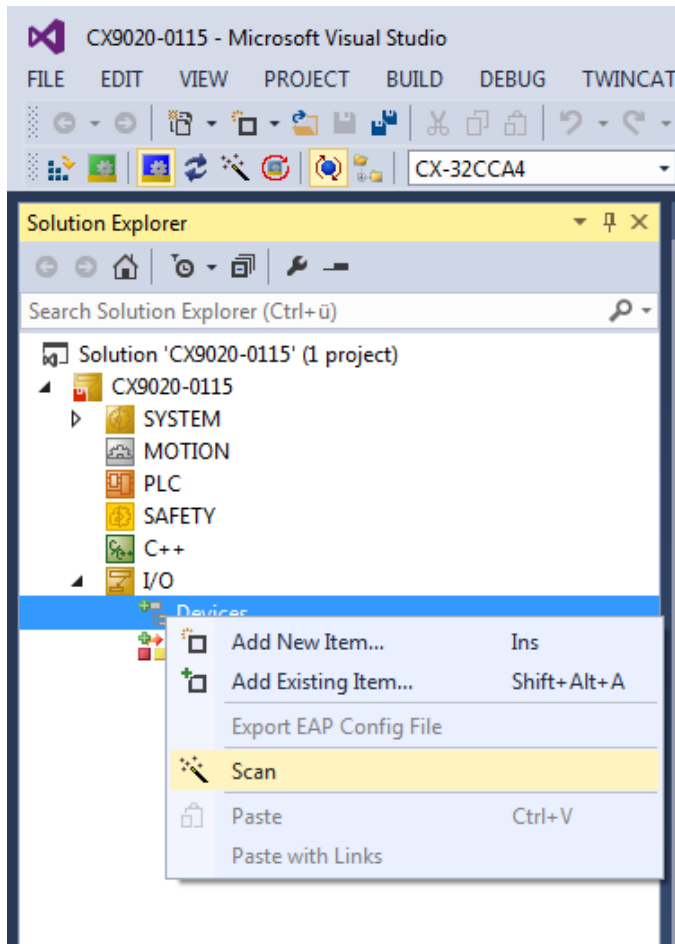 CX9020-0115 - Microsoft Visual Studio
FILE EDIT VIEW PROJECT BUILD DEBUG TWINCAT
CX-32CCA4
Solution Explorer
Search Solution Explorer (Ctrl+ü)
Solution 'CX9020-0115' (1 project)
CX9020-0115
SYSTEM
MOTION
PLC
SAFETY
C++
I/O
Devices
Add New Item... Ins
Add Existing Item... Shift+Alt+A
Export EAP Config File
Scan
Paste Ctrl+V
Paste with Links